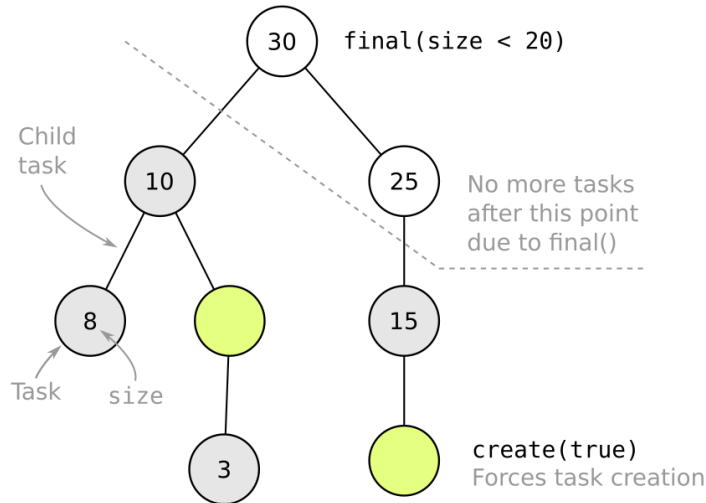 30
final(size < 20)
Child
task
10
25
No more tasks
after this point
due to final()
8
15
Task
size
3
create(true)
Forces task creation